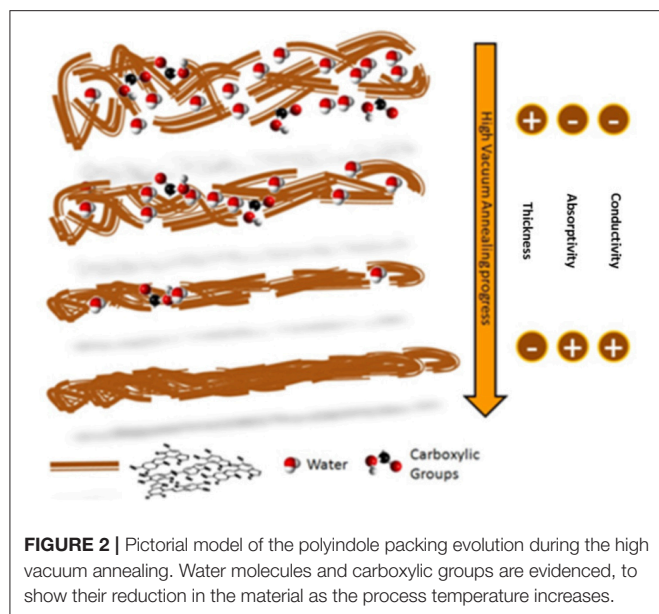 High Vacuum Annealing progress
+ - -
Thickness
Absorptivity
Conductivity
- + +
Water
Carboxylic
Groups
FIGURE 2 | Pictorial model of the polyindole packing evolution during the high
vacuum annealing. Water molecules and carboxylic groups are evidenced, to
show their reduction in the material as the process temperature increases.